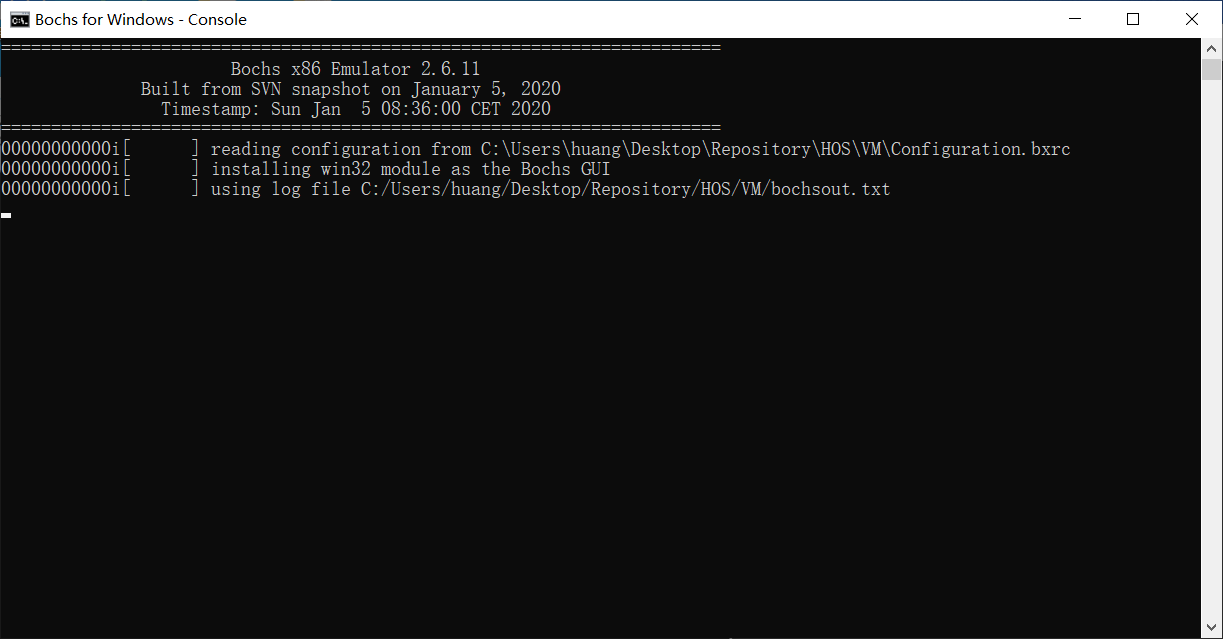 Bochs for Windows - Console
========================================================================
                       Bochs x86 Emulator 2.6.11
              Built from SVN snapshot on January 5, 2020
                Timestamp: Sun Jan  5 08:36:00 CET 2020
========================================================================
00000000000i[      ] reading configuration from C:\Users\huang\Desktop\Repository\HOS\VM\Configuration.bxrc
00000000000i[      ] installing win32 module as the Bochs GUI
00000000000i[      ] using log file C:/Users/huang/Desktop/Repository/HOS/VM/bochsout.txt